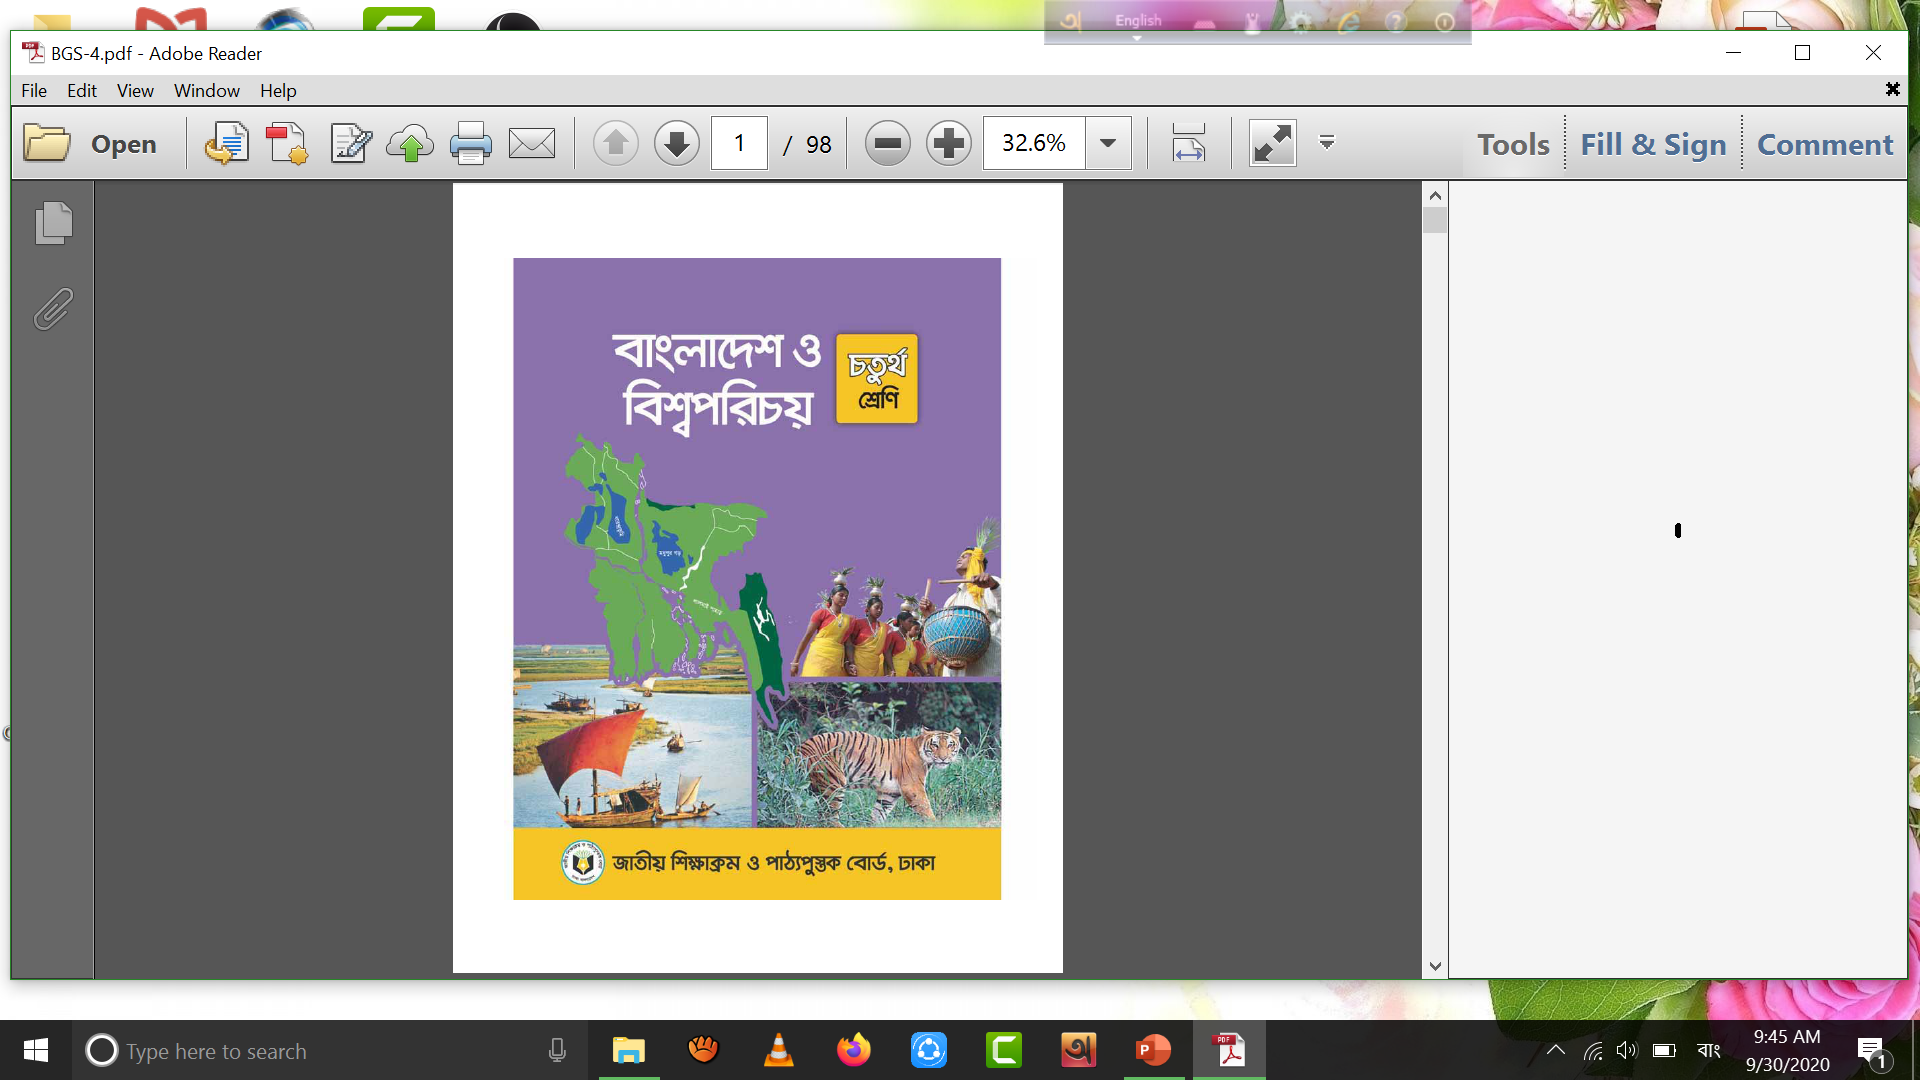 English
BGS-4.pdf - Adobe Reader
File Edit View Window Help
Open
1 / 98
32.6%
Tools
Fill & Sign
Comment
বাংলাদেশ ও
বিশ্বপরিচয়
চতুর্থ
শ্রেণি
জাতীয় শিক্ষাক্রম ও পাঠ্যপুস্তক বোর্ড, ঢাকা
Type here to search
বাং
9:45 AM
9/30/2020
1